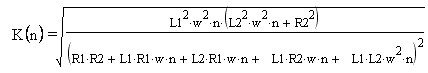 K(n) = √( L1²·w²·n·(L2²·w²·n + R2²) / (R1·R2 + L1·R1·w·n + L2·R1·w·n + L1·R2·w·n + L1·L2·w²·n)² )